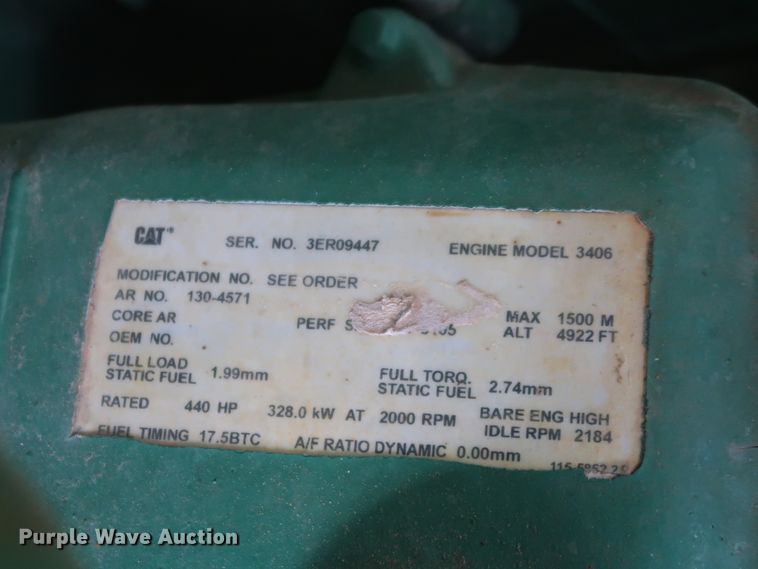 CAT® SER. NO. 3ER09447 ENGINE MODEL 3406
MODIFICATION NO. SEE ORDER
AR NO. 130-4571
CORE AR PERF MAX 1500 M
OEM NO. ALT 4922 FT
FULL LOAD
STATIC FUEL 1.99mm
FULL TORQ.
STATIC FUEL 2.74mm
RATED 440 HP 328.0 kW AT 2000 RPM
BARE ENG HIGH
IDLE RPM 2184
FUEL TIMING 17.5BTC A/F RATIO DYNAMIC 0.00mm
Purple Wave Auction